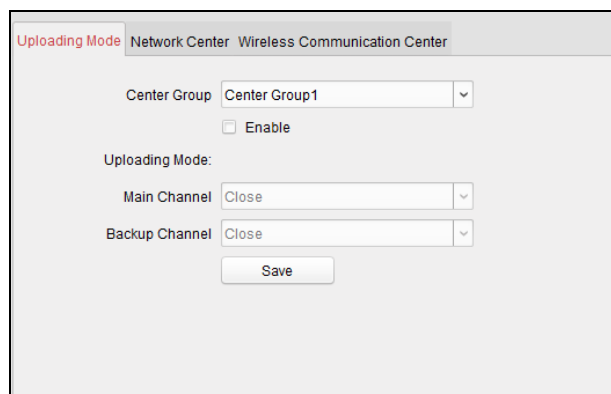 Uploading Mode Network Center Wireless Communication Center
Center Group Center Group1
Enable
Uploading Mode:
Main Channel Close
Backup Channel Close
Save